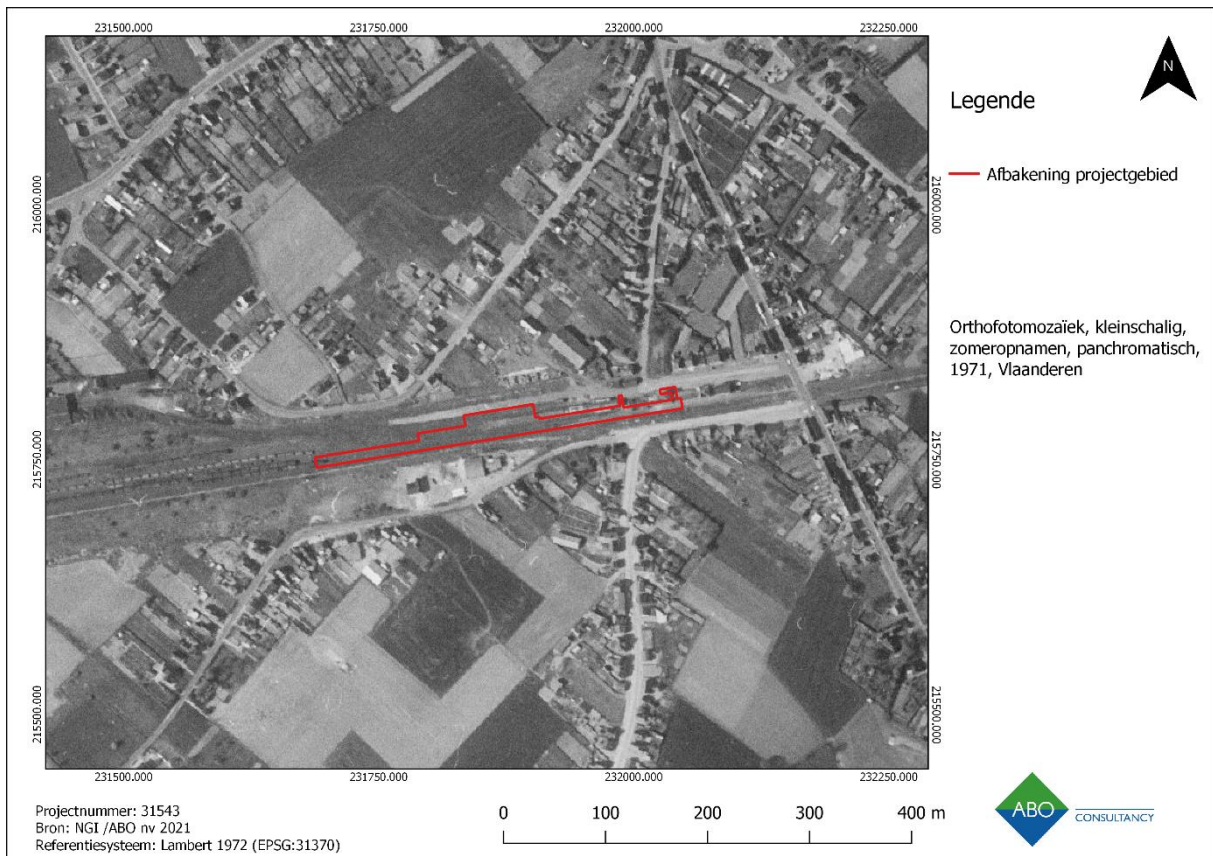 231500.000 231750.000 232000.000 232250.000
216000.000
215750.000
215500.000
216000.000
215750.000
215500.000
231500.000 231750.000 232000.000 232250.000
N
Legende
Afbakening projectgebied
Orthofotomozaïek, kleinschalig,
zomeropnamen, panchromatisch,
1971, Vlaanderen
Projectnummer: 31543
Bron: NGI /ABO nv 2021
Referentiesysteem: Lambert 1972 (EPSG:31370)
0 100 200 300 400 m
ABO
CONSULTANCY